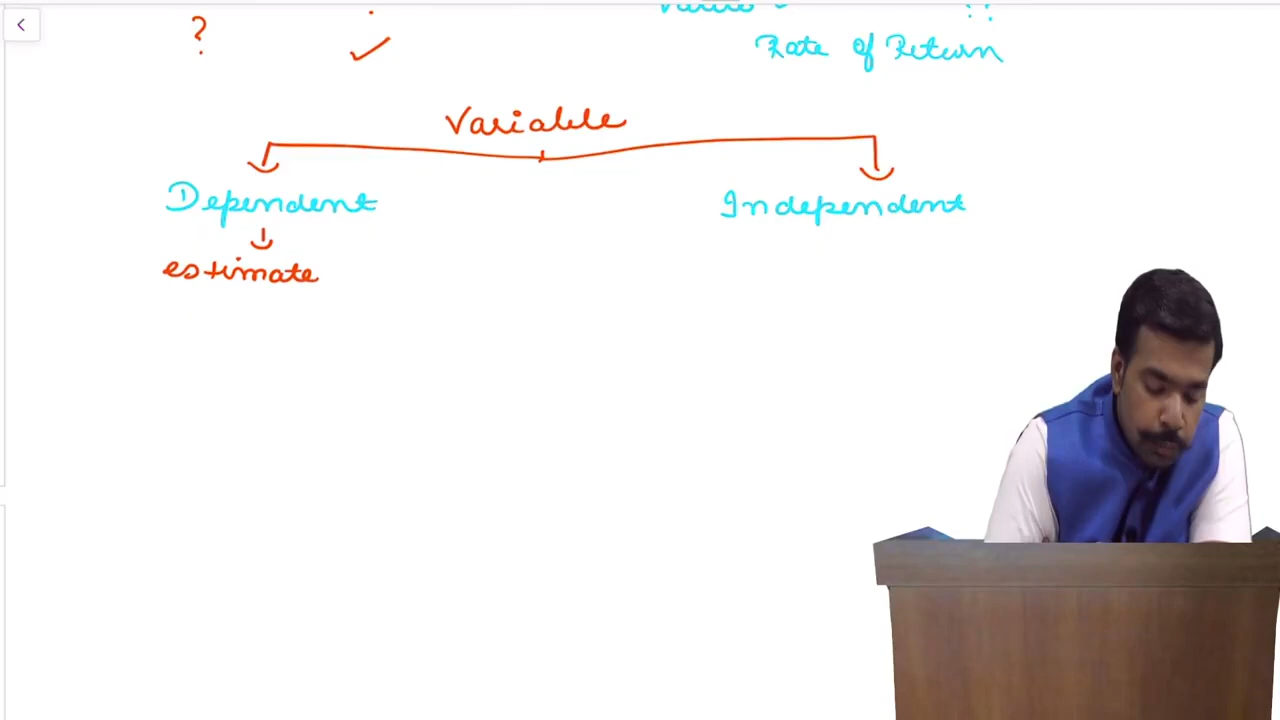 ?
Rate of Return
Variable
Dependent
Independent
estimate